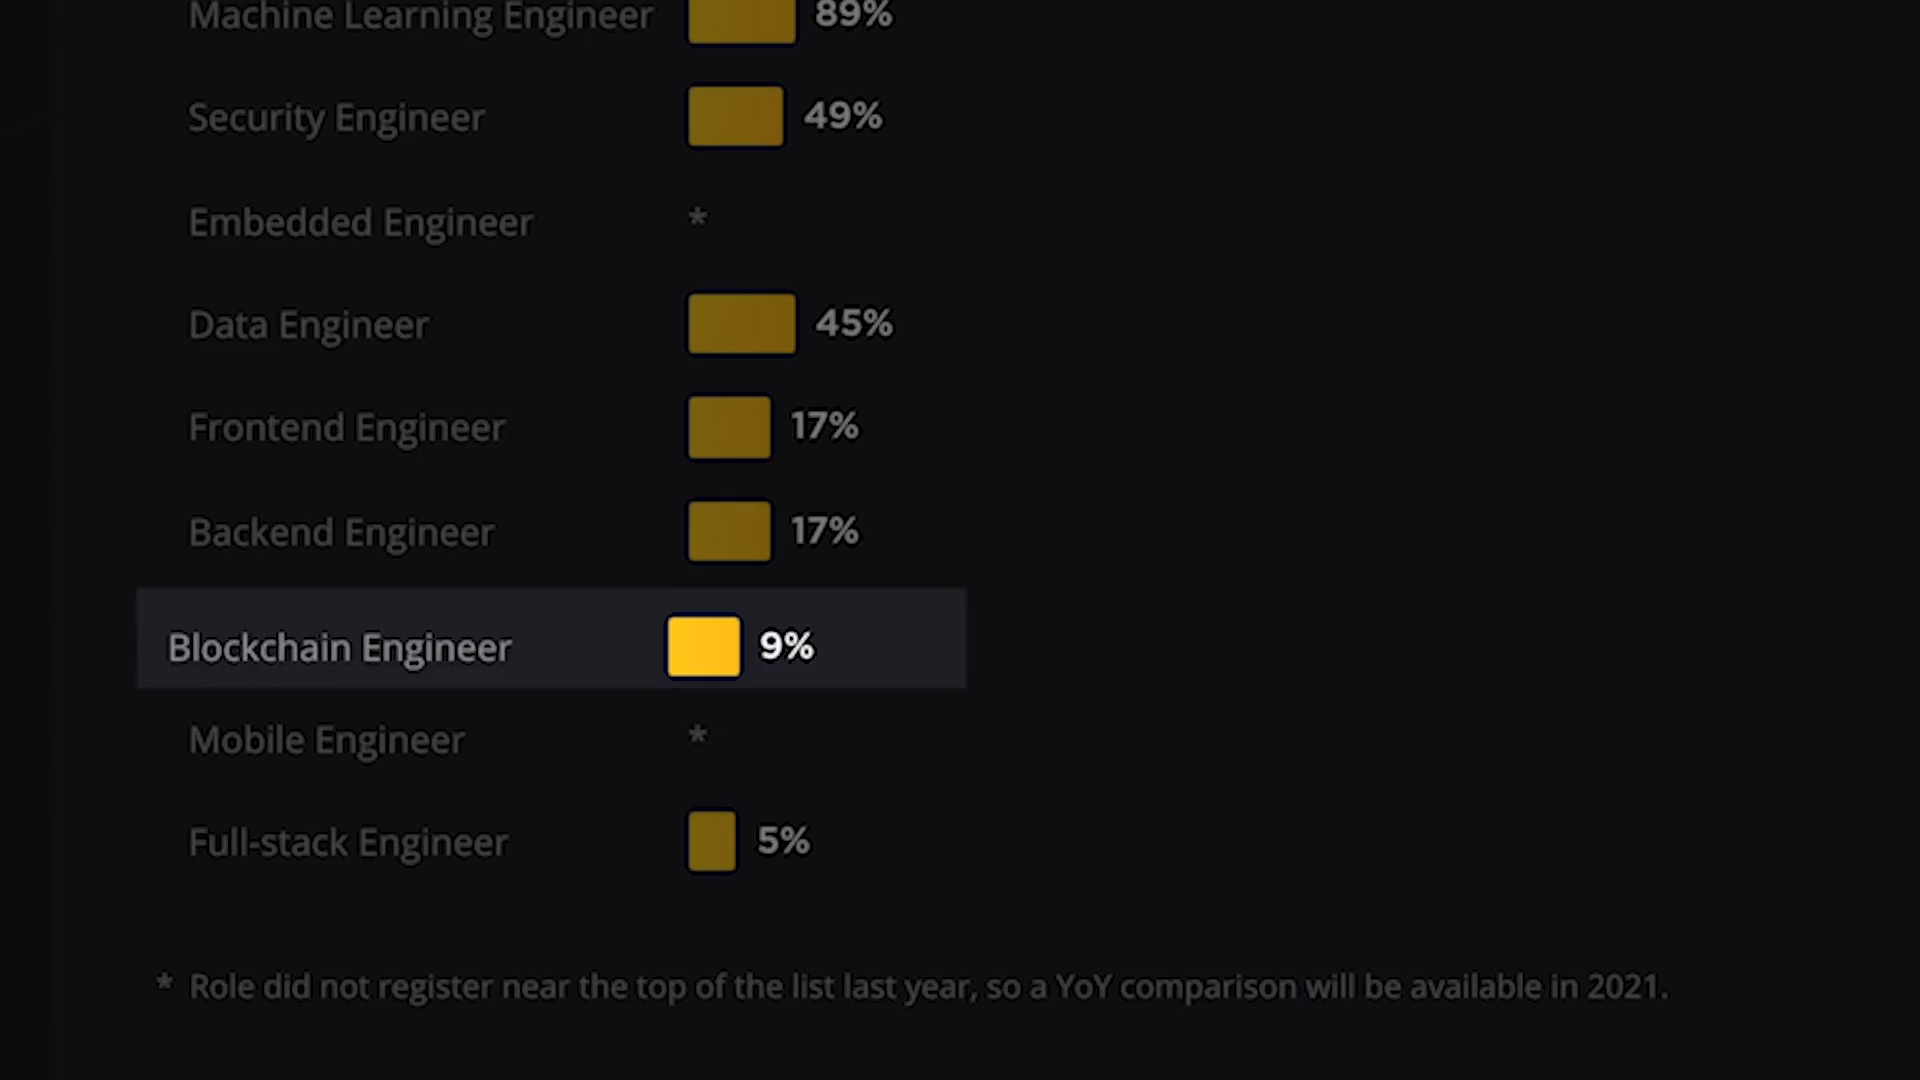 Machine Learning Engineer 89%
Security Engineer 49%
Embedded Engineer *
Data Engineer 45%
Frontend Engineer 17%
Backend Engineer 17%
Blockchain Engineer 9%
Mobile Engineer *
Full-stack Engineer 5%
* Role did not register near the top of the list last year, so a YoY comparison will be available in 2021.